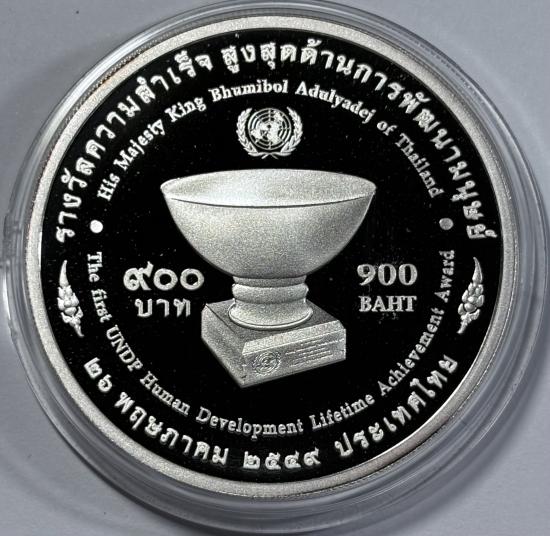 รางวัลความสำเร็จ สูงสุดด้านการพัฒนามนุษย์
His Majesty King Bhumibol Adulyadej of Thailand
๙๐๐
บาท
900
BAHT
The first UNDP Human Development Lifetime Achievement Award
๒๖ พฤษภาคม ๒๕๔๙ ประเทศไทย